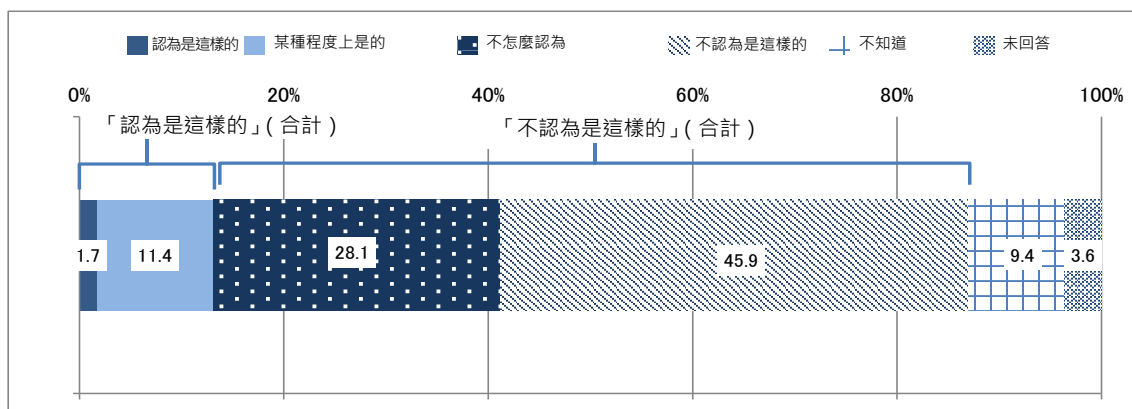 認為是這樣的 某種程度上是的 不怎麼認為 不認為是這樣的 不知道 未回答
0% 20% 40% 60% 80% 100%
「認為是這樣的」(合計) 「不認為是這樣的」(合計)
1.7 11.4 28.1 45.9 9.4 3.6